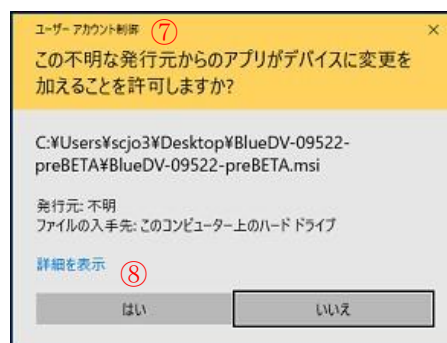 ユーザー アカウント制御 ⑦ ×
この不明な発行元からのアプリがデバイスに変更を
加えることを許可しますか?
C:¥Users¥scjo3¥Desktop¥BlueDV-09522-
preBETA¥BlueDV-09522-preBETA.msi
発行元: 不明
ファイルの入手先: このコンピューター上のハード ドライブ
詳細を表示 ⑧
はい いいえ